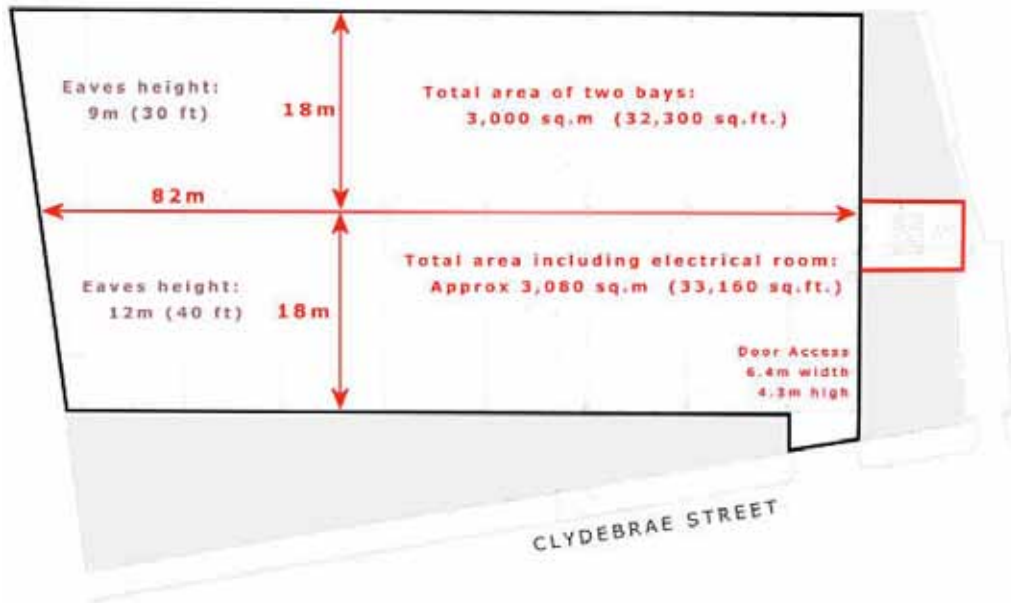 Eaves height:
9m (30 ft)
18m
Total area of two bays:
3,000 sq.m (32,300 sq.ft.)
82m
Eaves height:
12m (40 ft)
18m
Total area including electrical room:
Approx 3,080 sq.m (33,160 sq.ft.)
Door Access
6.4m width
4.3m high
CLYDEBRAE STREET